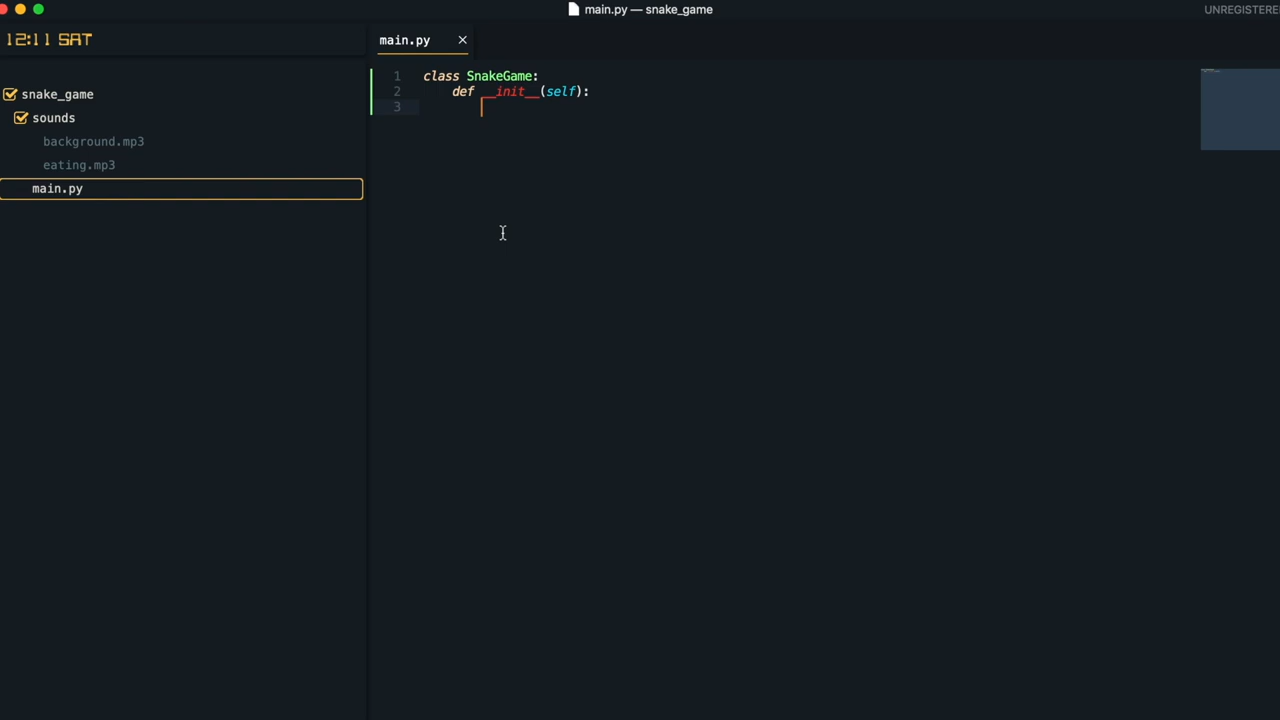 main.py — snake_game
UNREGISTERE
12:11 SAT
main.py
snake_game
sounds
background.mp3
eating.mp3
main.py
1 class SnakeGame:
2     def __init__(self):
3